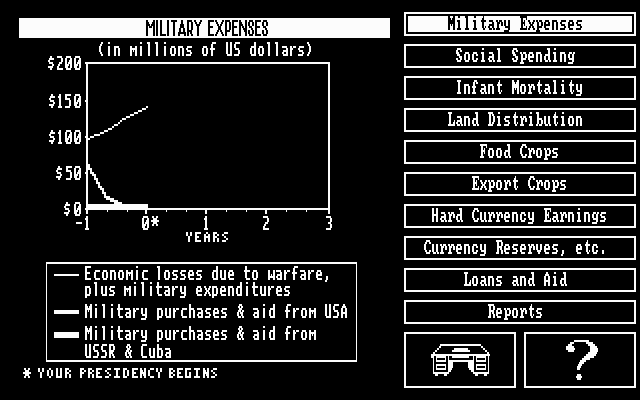 MILITARY EXPENSES
(in millions of US dollars)
$200
$150
$100
$50
$0
-1 0* 1 2 3
YEARS
Economic losses due to warfare,
plus military expenditures
Military purchases & aid from USA
Military purchases & aid from
USSR & Cuba
* YOUR PRESIDENCY BEGINS
Military Expenses
Social Spending
Infant Mortality
Land Distribution
Food Crops
Export Crops
Hard Currency Earnings
Currency Reserves, etc.
Loans and Aid
Reports
?